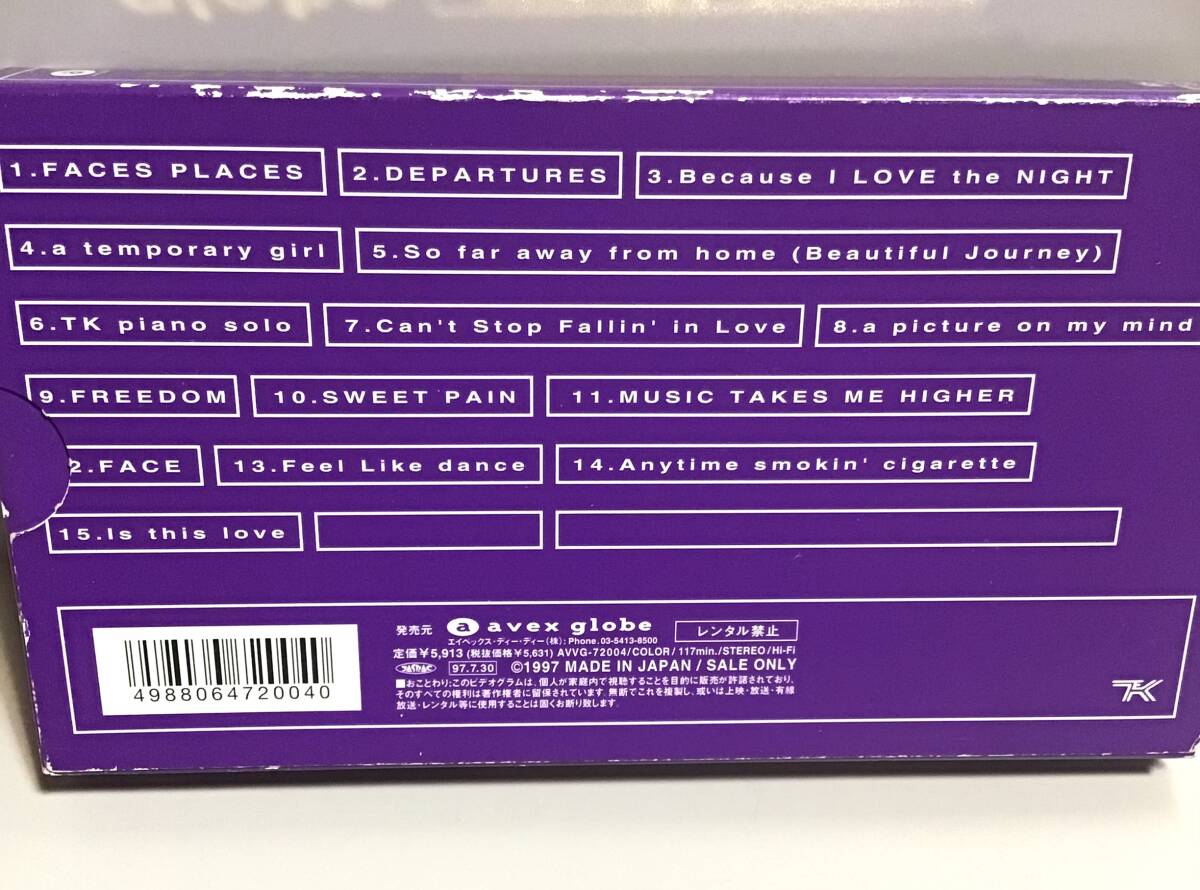 1.FACES PLACES 2.DEPARTURES 3.Because I LOVE the NIGHT
4.a temporary girl 5.So far away from home (Beautiful Journey)
6.TK piano solo 7.Can't Stop Fallin' in Love 8.a picture on my mind
9.FREEDOM 10.SWEET PAIN 11.MUSIC TAKES ME HIGHER
2.FACE 13.Feel Like dance 14.Anytime smokin' cigarette
15.Is this love
発売元 a avex globe レンタル禁止
エイベックス・ディー・ディー(株):Phone.03-5413-8500
定価¥5,913(税抜価格¥5,631) AVVG-72004/COLOR/117min./STEREO/Hi-Fi
JASRAC 97.7.30 ©1997 MADE IN JAPAN / SALE ONLY
■おことわり:このビデオグラムは、個人が家庭内で視聴することを目的に販売が許諾されており、
そのすべての権利は著作権者に留保されています。無断でこれを複製し、或いは上映・放送・有線
放送・レンタル等に使用することは固くお断り致します。
4988064720040
TK